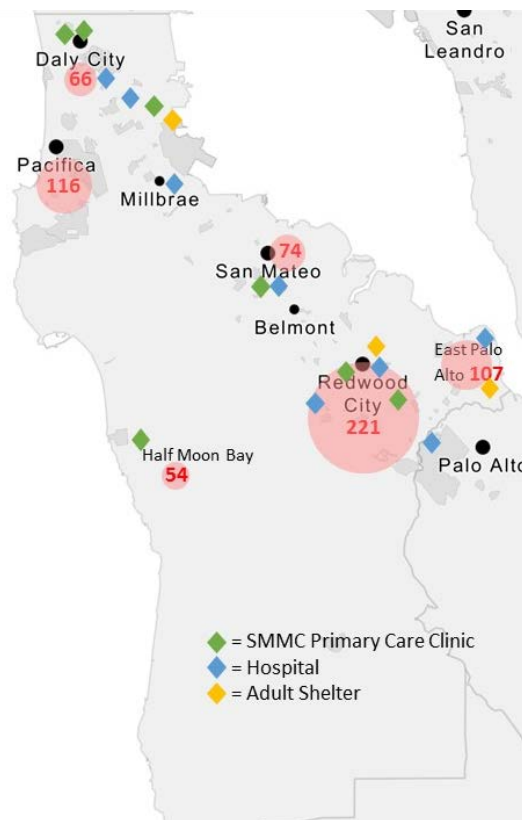 San
Leandro
Daly City
66
Pacifica
116
Millbrae
74
San Mateo
Belmont
East Palo
Alto 107
Redwood
City
221
Half Moon Bay
54
Palo Alto
= SMMC Primary Care Clinic
= Hospital
= Adult Shelter